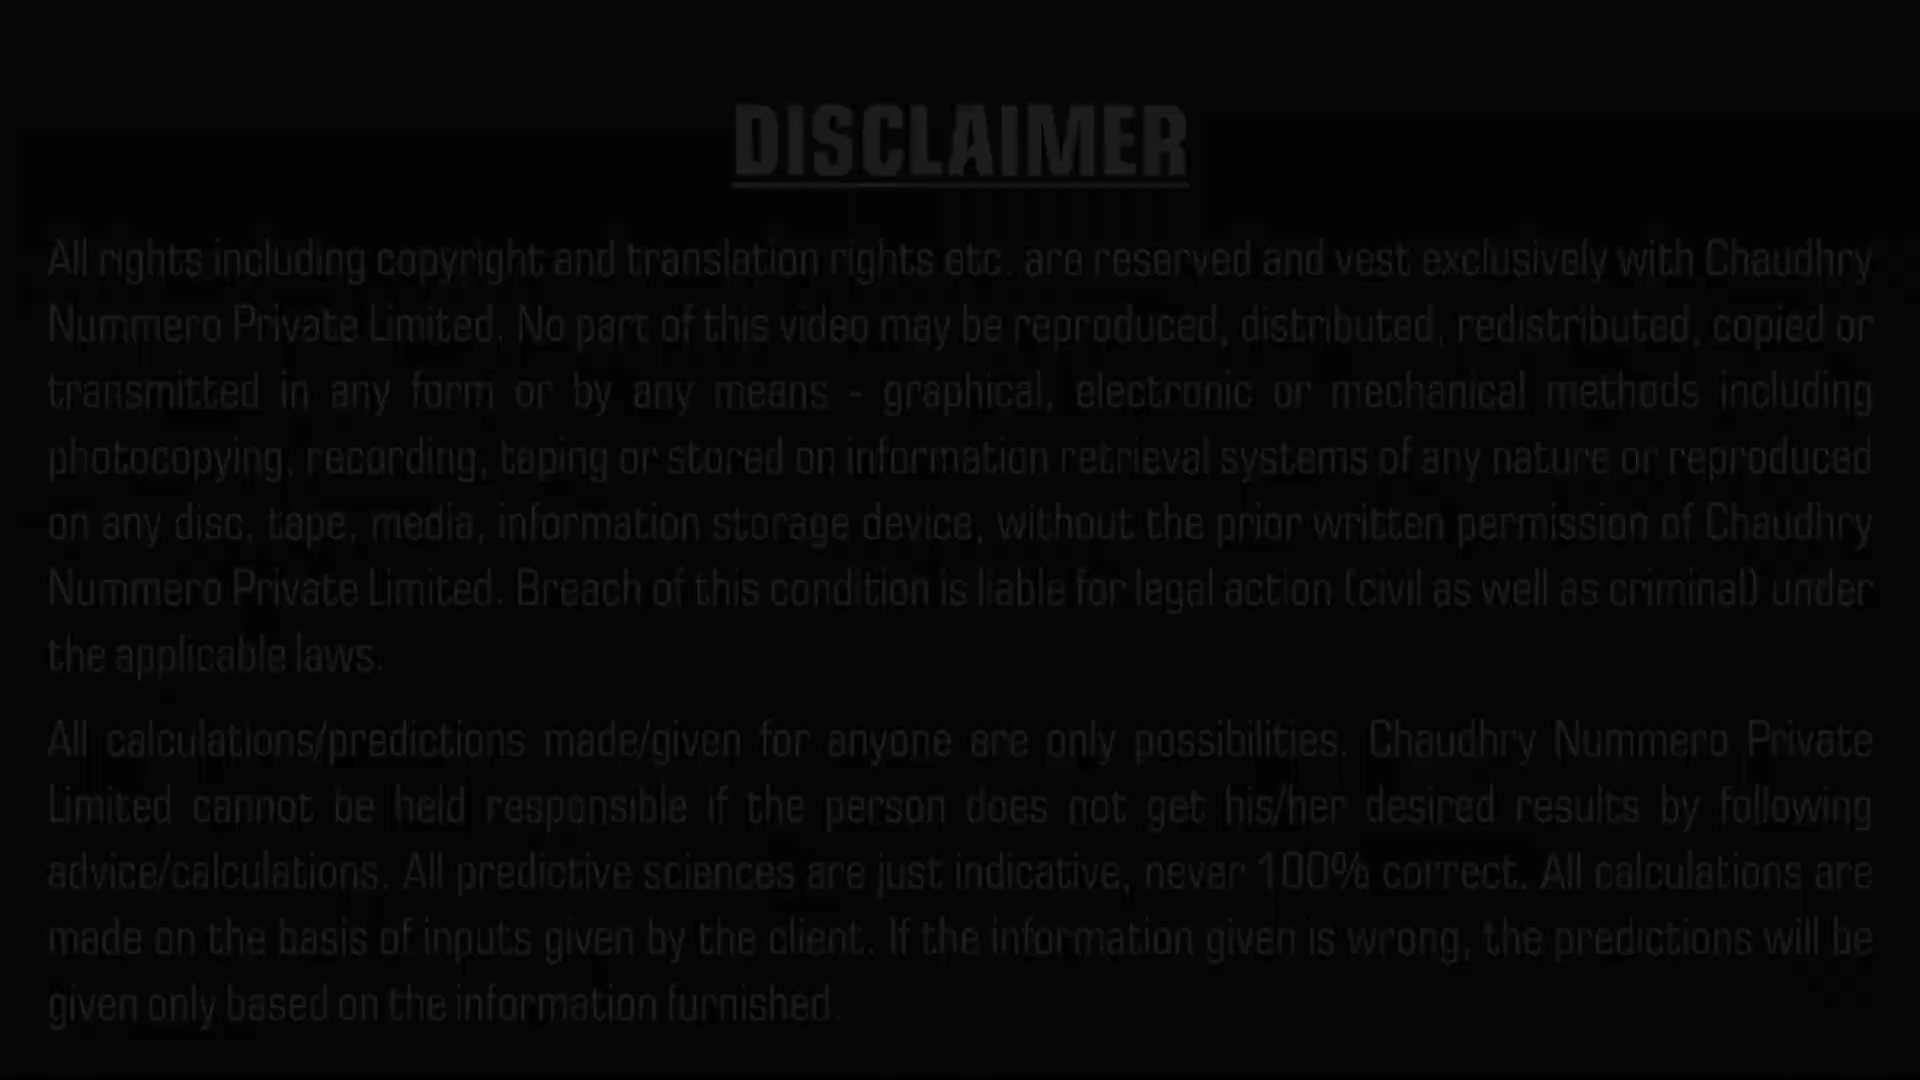 DISCLAIMER
All rights including copyright and translation rights etc. are reserved and vest exclusively with Chaudhry
Nummero Private Limited. No part of this video may be reproduced, distributed, redistributed, copied or
transmitted in any form or by any means - graphical, electronic or mechanical methods including
photocopying, recording, taping or stored on information retrieval systems of any nature or reproduced
on any disc, tape, media, information storage device, without the prior written permission of Chaudhry
Nummero Private Limited. Breach of this condition is liable for legal action (civil as well as criminal) under
the applicable laws.
All calculations/predictions made/given for anyone are only possibilities. Chaudhry Nummero Private
Limited cannot be held responsible if the person does not get his/her desired results by following
advice/calculations. All predictive sciences are just indicative, never 100% correct. All calculations are
made on the basis of inputs given by the client. If the information given is wrong, the predictions will be
given only based on the information furnished.